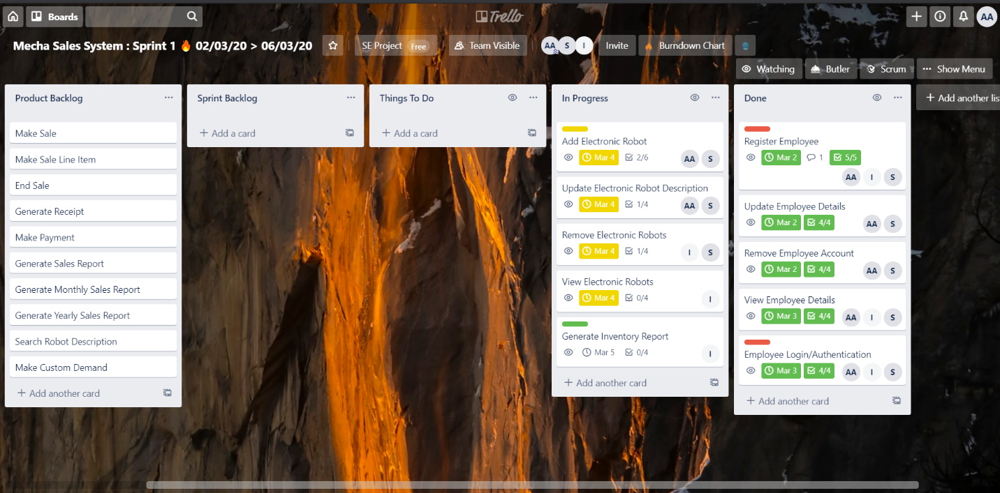 Boards
Trello
AA
Mecha Sales System : Sprint 1 🔥 02/03/20 > 06/03/20
SE Project Free
Team Visible
AA S I
Invite
Burndown Chart
Watching
Butler
Scrum
Show Menu
Product Backlog
Make Sale
Make Sale Line Item
End Sale
Generate Receipt
Make Payment
Generate Sales Report
Generate Monthly Sales Report
Generate Yearly Sales Report
Search Robot Description
Make Custom Demand
+ Add another card
Sprint Backlog
+ Add a card
Things To Do
+ Add a card
In Progress
Add Electronic Robot
Mar 4 2/6 AA S
Update Electronic Robot Description
Mar 4 1/4 AA S
Remove Electronic Robots
Mar 4 1/4 I S
View Electronic Robots
Mar 4 0/4 I
Generate Inventory Report
Mar 5 0/4 I
+ Add another card
Done
Register Employee
Mar 2 1 5/5
AA I S
Update Employee Details
Mar 2 4/4 AA S
Remove Employee Account
Mar 2 4/4 AA S
View Employee Details
Mar 3 4/4 AA I S
Employee Login/Authentication
Mar 3 4/4 AA I S
+ Add another card
+ Add another lis